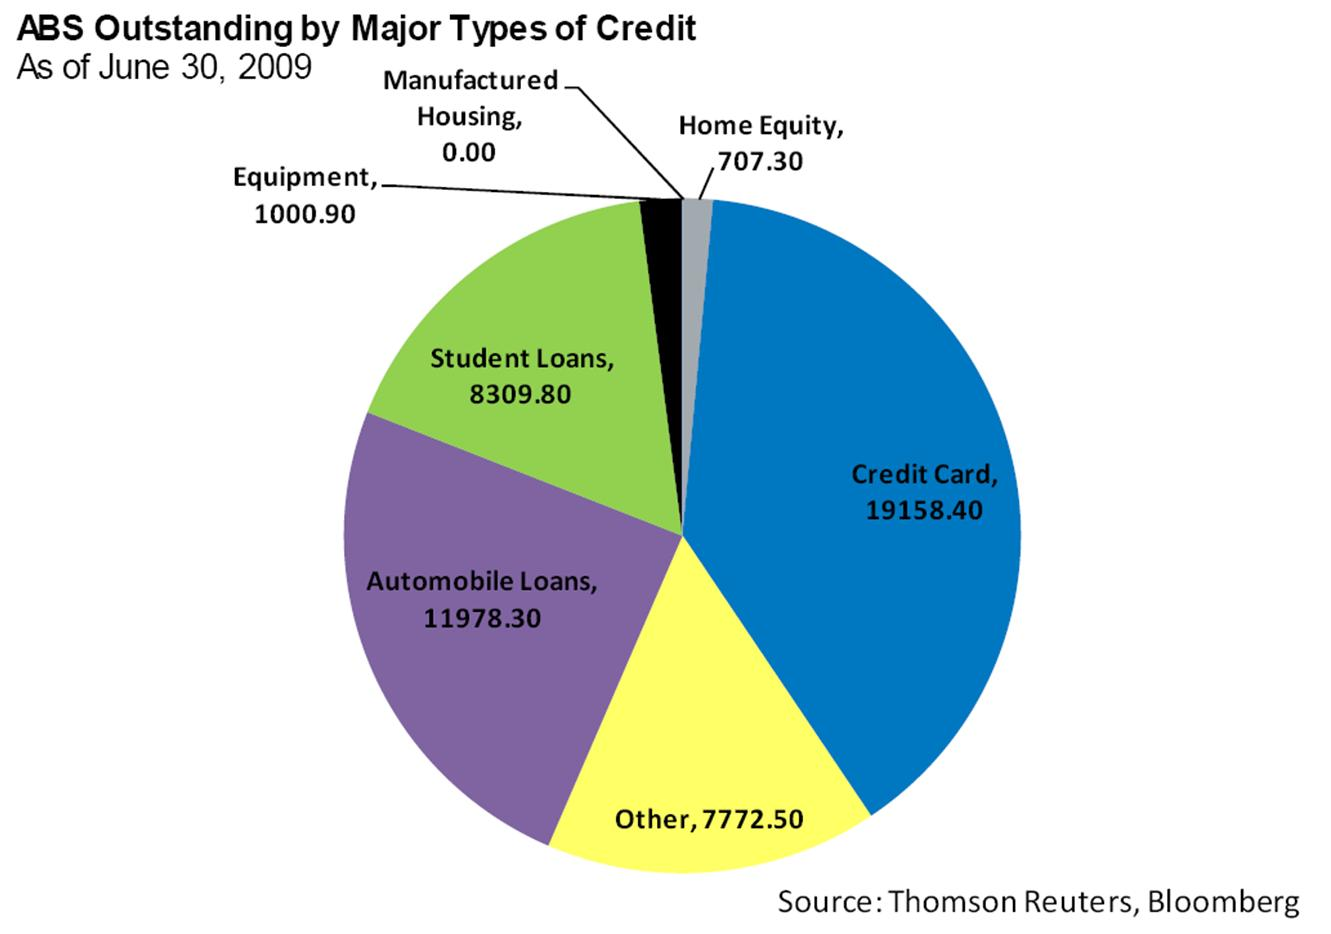 ABS Outstanding by Major Types of Credit
As of June 30, 2009
Manufactured
Housing,
0.00
Home Equity,
707.30
Equipment,
1000.90
Student Loans,
8309.80
Credit Card,
19158.40
Automobile Loans,
11978.30
Other, 7772.50
Source: Thomson Reuters, Bloomberg